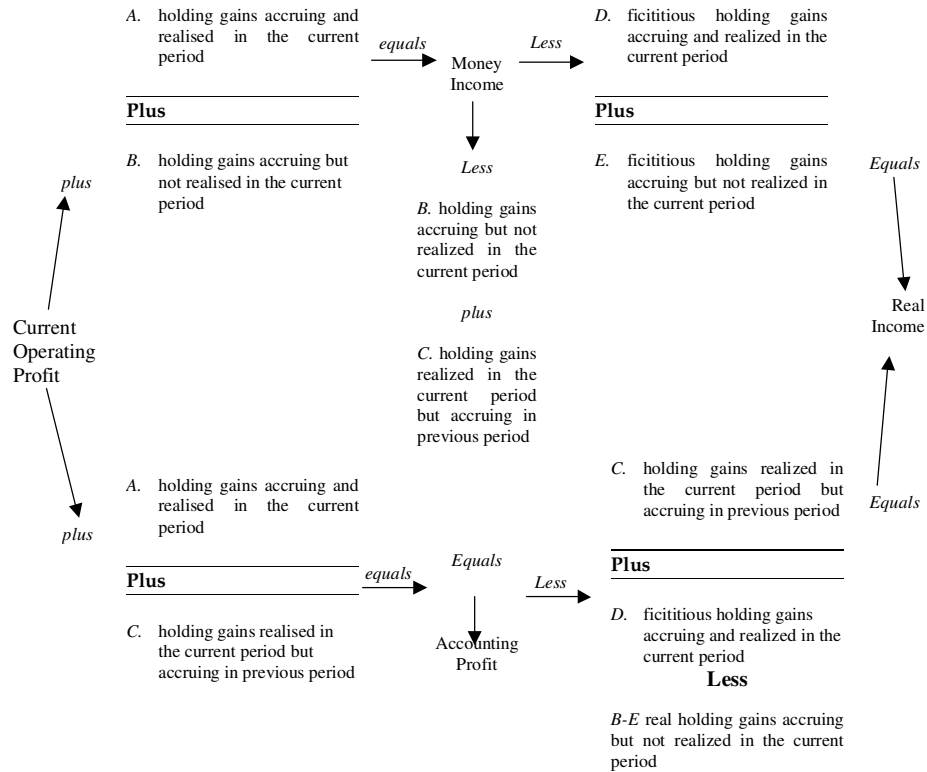 A. holding gains accruing and
realised in the current
period
equals
Money
Income
Less
D. ficititious holding gains
accruing and realized in the
current period
Plus
Plus
plus
B. holding gains accruing but
not realised in the current
period
Less
B. holding gains
accruing but not
realized in the
current period
E. ficititious holding gains
accruing but not realized in
the current period
Equals
plus
Real
Income
Current
Operating
Profit
C. holding gains
realized in the
current period
but accruing in
previous period
plus
A. holding gains accruing and
realised in the current
period
C. holding gains realized in
the current period but
accruing in previous period
Equals
Plus
equals
Equals
Less
Plus
C. holding gains realised in
the current period but
accruing in previous period
Accounting
Profit
D. ficititious holding gains
accruing and realized in the
current period
Less
B-E real holding gains accruing
but not realized in the current
period